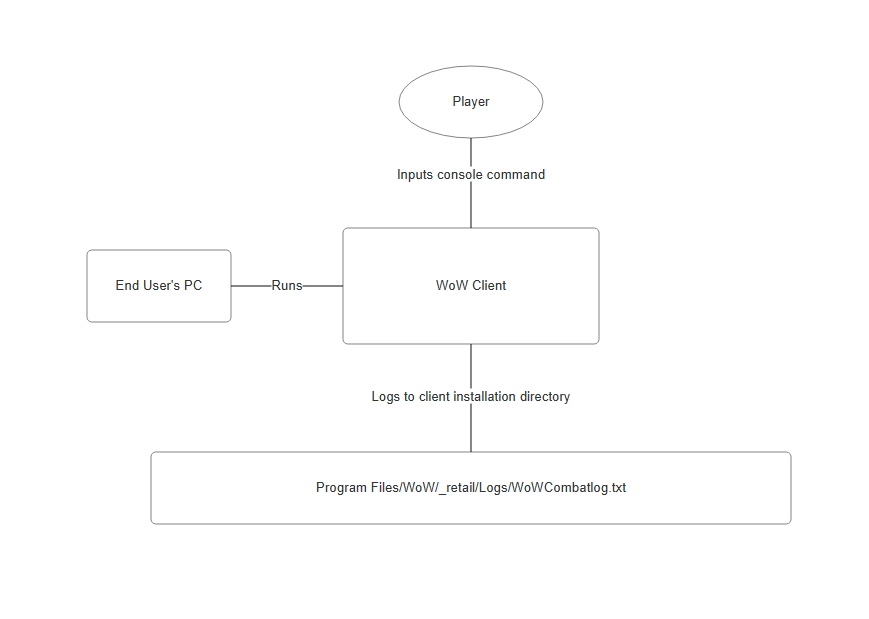 Player
Inputs console command
End User's PC
Runs
WoW Client
Logs to client installation directory
Program Files/WoW/_retail/Logs/WoWCombatlog.txt